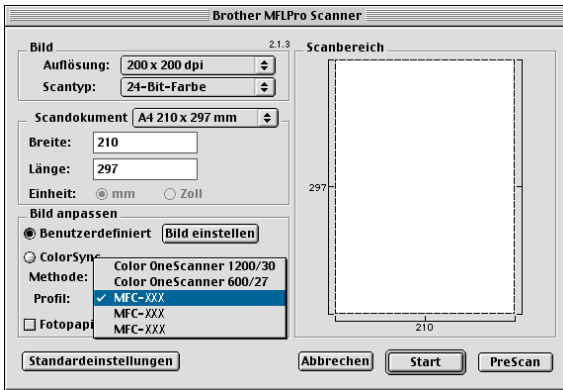 Brother MFLPro Scanner
Bild
2.1.3
Auflösung: 200 x 200 dpi
Scantyp: 24-Bit-Farbe
Scandokument A4 210 x 297 mm
Breite: 210
Länge: 297
Einheit: mm Zoll
Bild anpassen
Benutzerdefiniert Bild einstellen
ColorSync
Methode:
Profil:
Fotopapi
Color OneScanner 1200/30
Color OneScanner 600/27
MFC-XXX
MFC-XXX
MFC-XXX
Scanbereich
297
210
Standardeinstellungen
Abbrechen
Start
PreScan